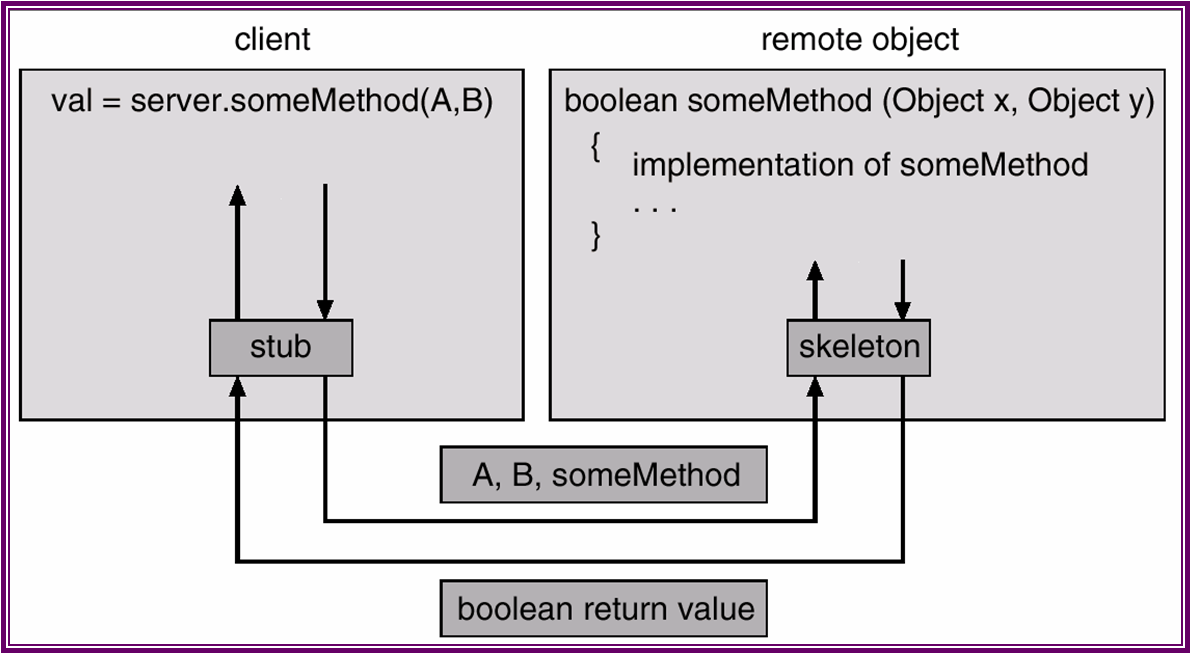 client
val = server.someMethod(A,B)
stub
remote object
boolean someMethod (Object x, Object y)
{
implementation of someMethod
. . .
}
skeleton
A, B, someMethod
boolean return value